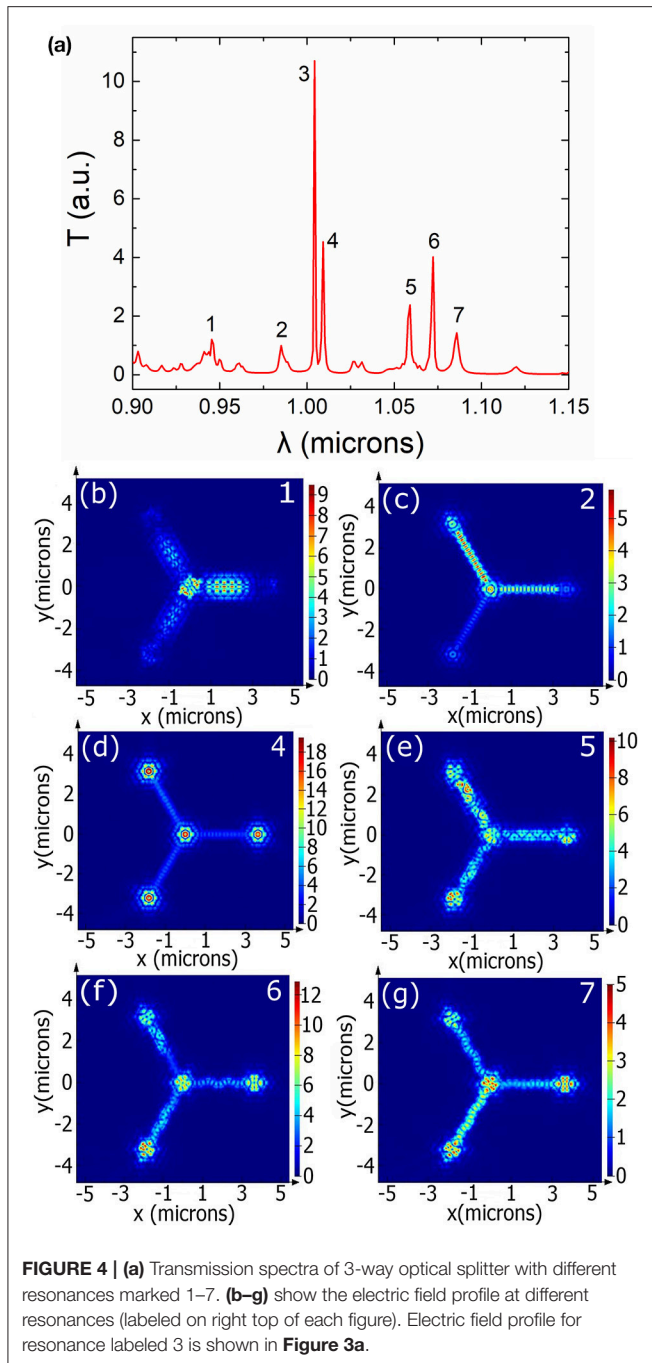 (a)
T (a.u.)
10
8
6
4
2
0
3
4
6
5
7
1
2
0.90 0.95 1.00 1.05 1.10 1.15
λ (microns)
(b) 1
y(microns)
4
2
0
-2
-4
-5 -3 -1 1 3 5
x (microns)
9
8
7
6
5
4
3
2
1
0
(c) 2
y(microns)
4
2
0
-2
-4
-5 -3 -1 1 3 5
x(microns)
5
4
3
2
1
0
(d) 4
y(microns)
4
2
0
-2
-4
-5 -3 -1 1 3 5
x (microns)
18
16
14
12
10
8
6
4
2
0
(e) 5
y(microns)
4
2
0
-2
-4
-5 -3 -1 1 3 5
x (microns)
10
8
6
4
2
0
(f) 6
y(microns)
4
2
0
-2
-4
-5 -3 -1 1 3 5
x (microns)
12
10
8
6
4
2
0
(g) 7
y(microns)
4
2
0
-2
-4
-5 -3 -1 1 3 5
x(microns)
5
4
3
2
1
0
FIGURE 4 | (a) Transmission spectra of 3-way optical splitter with different
resonances marked 1–7. (b–g) show the electric field profile at different
resonances (labeled on right top of each figure). Electric field profile for
resonance labeled 3 is shown in Figure 3a.